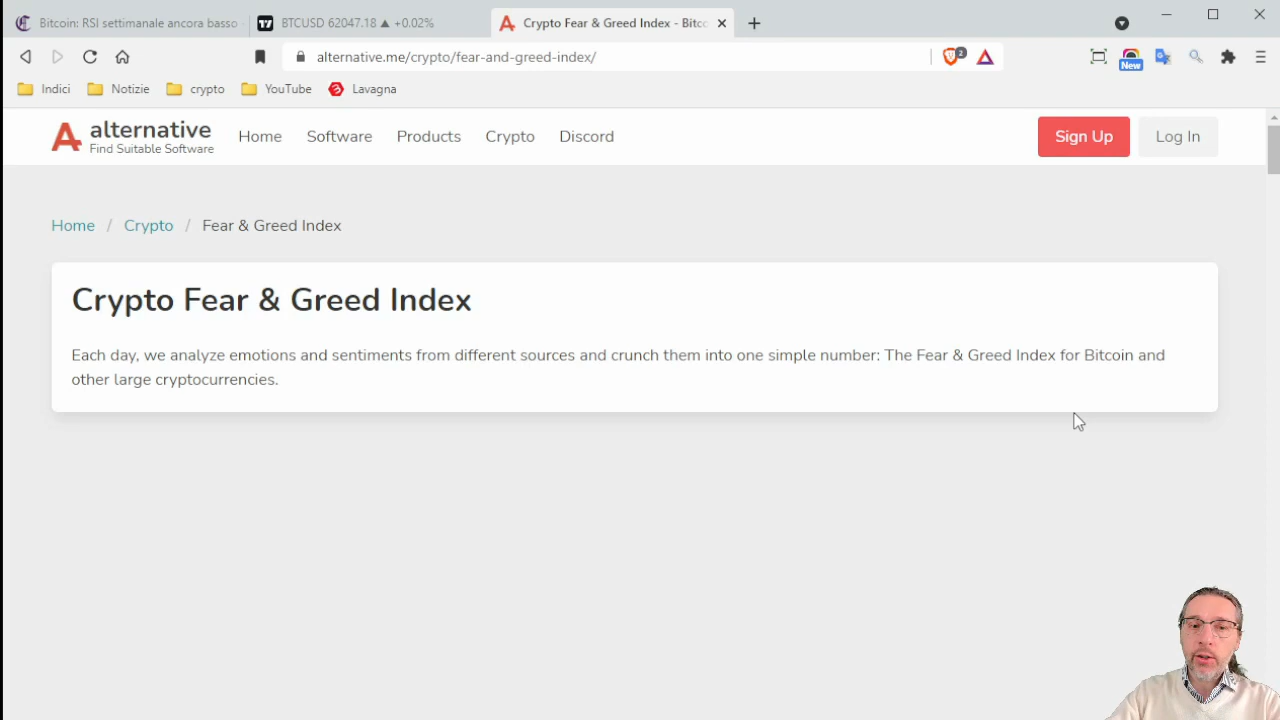 Bitcoin: RSI settimanale ancora basso
BTCUSD 62047.18 ▲ +0.02%
Crypto Fear & Greed Index - Bitc
alternative.me/crypto/fear-and-greed-index/
2
New
Indici
Notizie
crypto
YouTube
Lavagna
alternative
Find Suitable Software
Home
Software
Products
Crypto
Discord
Sign Up
Log In
Home / Crypto / Fear & Greed Index
Crypto Fear & Greed Index
Each day, we analyze emotions and sentiments from different sources and crunch them into one simple number: The Fear & Greed Index for Bitcoin and
other large cryptocurrencies.